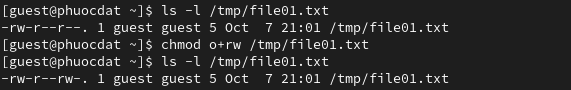 [guest@phuocdat ~]$ ls -l /tmp/file01.txt
-rw-r--r--. 1 guest guest 5 Oct  7 21:01 /tmp/file01.txt
[guest@phuocdat ~]$ chmod o+rw /tmp/file01.txt
[guest@phuocdat ~]$ ls -l /tmp/file01.txt
-rw-r--rw-. 1 guest guest 5 Oct  7 21:01 /tmp/file01.txt